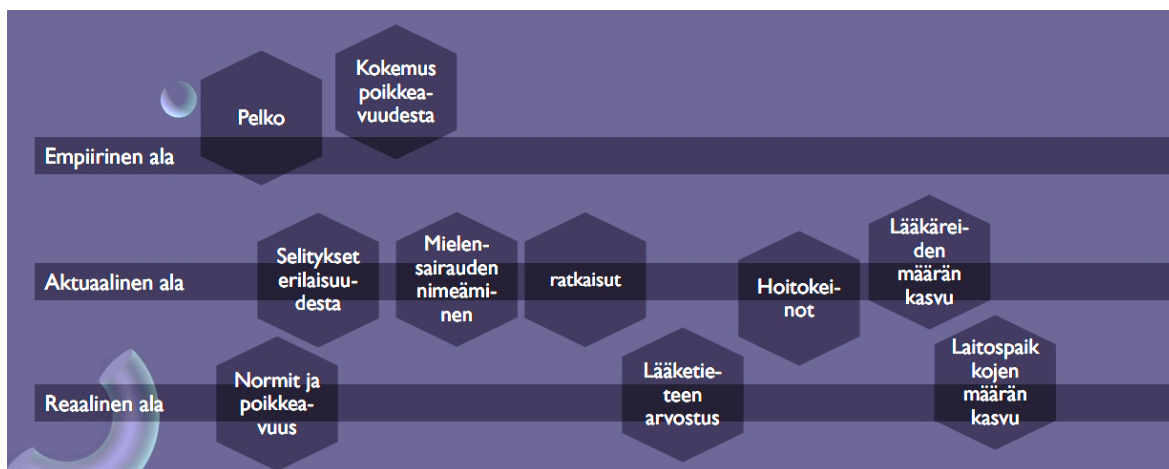 Pelko
Kokemus
poikkea-
vuudesta
Empiirinen ala
Selitykset
erilaisuu-
desta
Mielen-
sairauden
nimeämi-
nen
ratkaisut
Hoitokei-
not
Lääkärei-
den
määrän
kasvu
Aktuaalinen ala
Normit ja
poikkea-
vuus
Lääketie-
teen
arvostus
Laitospaik
kojen
määrän
kasvu
Reaalinen ala